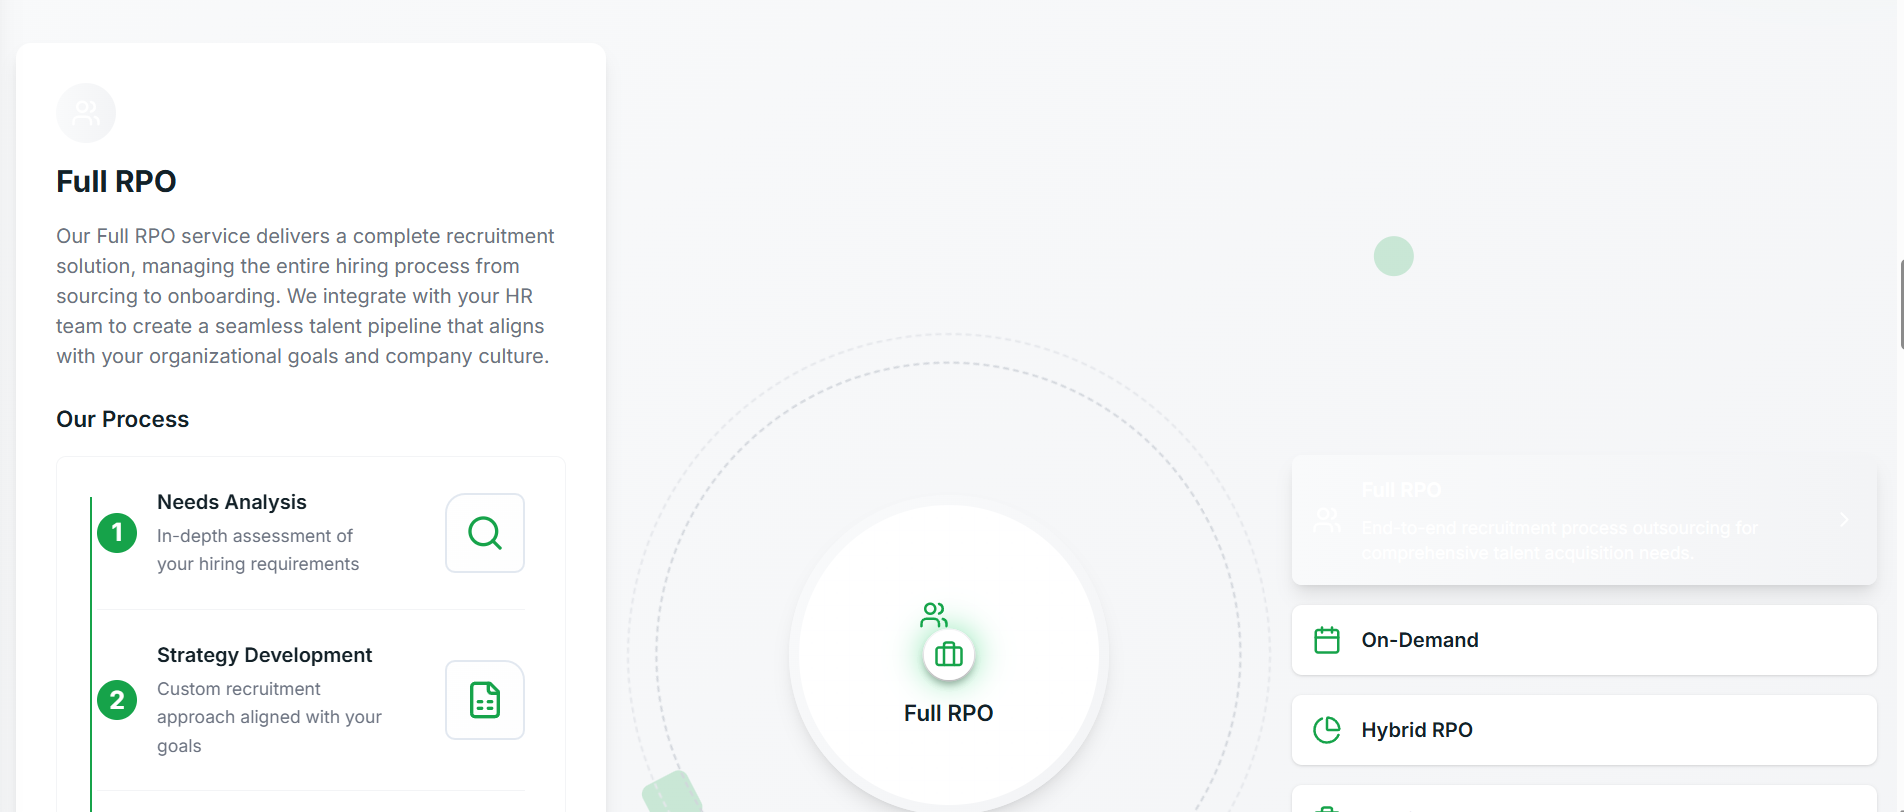 Full RPO
Our Full RPO service delivers a complete recruitment
solution, managing the entire hiring process from
sourcing to onboarding. We integrate with your HR
team to create a seamless talent pipeline that aligns
with your organizational goals and company culture.
Our Process
1
Needs Analysis
In-depth assessment of
your hiring requirements
2
Strategy Development
Custom recruitment
approach aligned with your
goals
Full RPO
Full RPO
End-to-end recruitment process outsourcing for
comprehensive talent acquisition needs.
On-Demand
Hybrid RPO